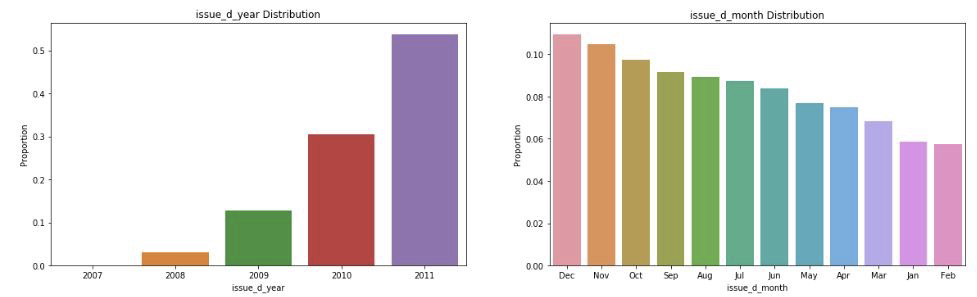 issue_d_year Distribution
Proportion
0.5
0.4
0.3
0.2
0.1
0.0
2007 2008 2009 2010 2011
issue_d_year
issue_d_month Distribution
Proportion
0.10
0.08
0.06
0.04
0.02
0.00
Dec Nov Oct Sep Aug Jul Jun May Apr Mar Jan Feb
issue_d_month